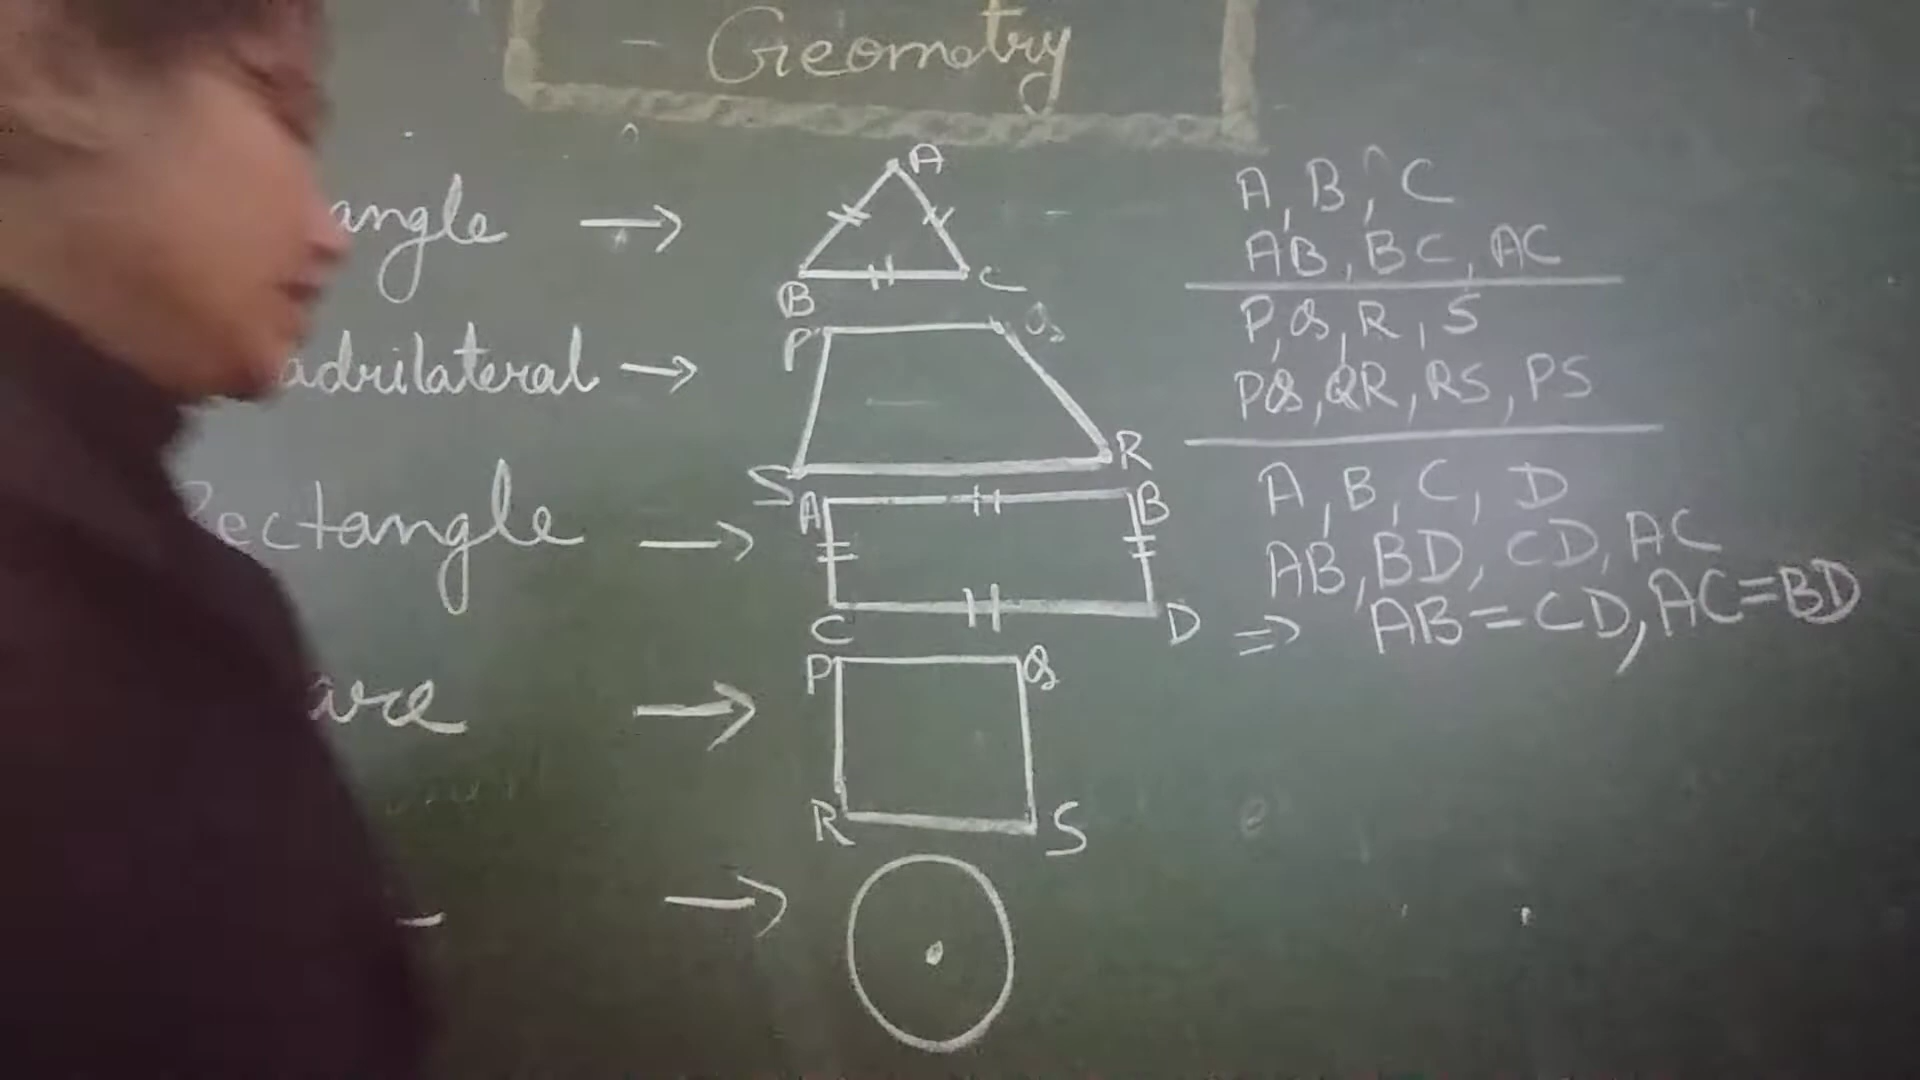 - Geometry
angle → A B C
A, B, C
AB, BC, AC
adrilateral → P Q R S
P, Q, R, S
PQ, QR, RS, PS
Rectangle → A B C D
A, B, C, D
AB, BD, CD, AC
⇒ AB = CD, AC = BD
are → P Q R S
→